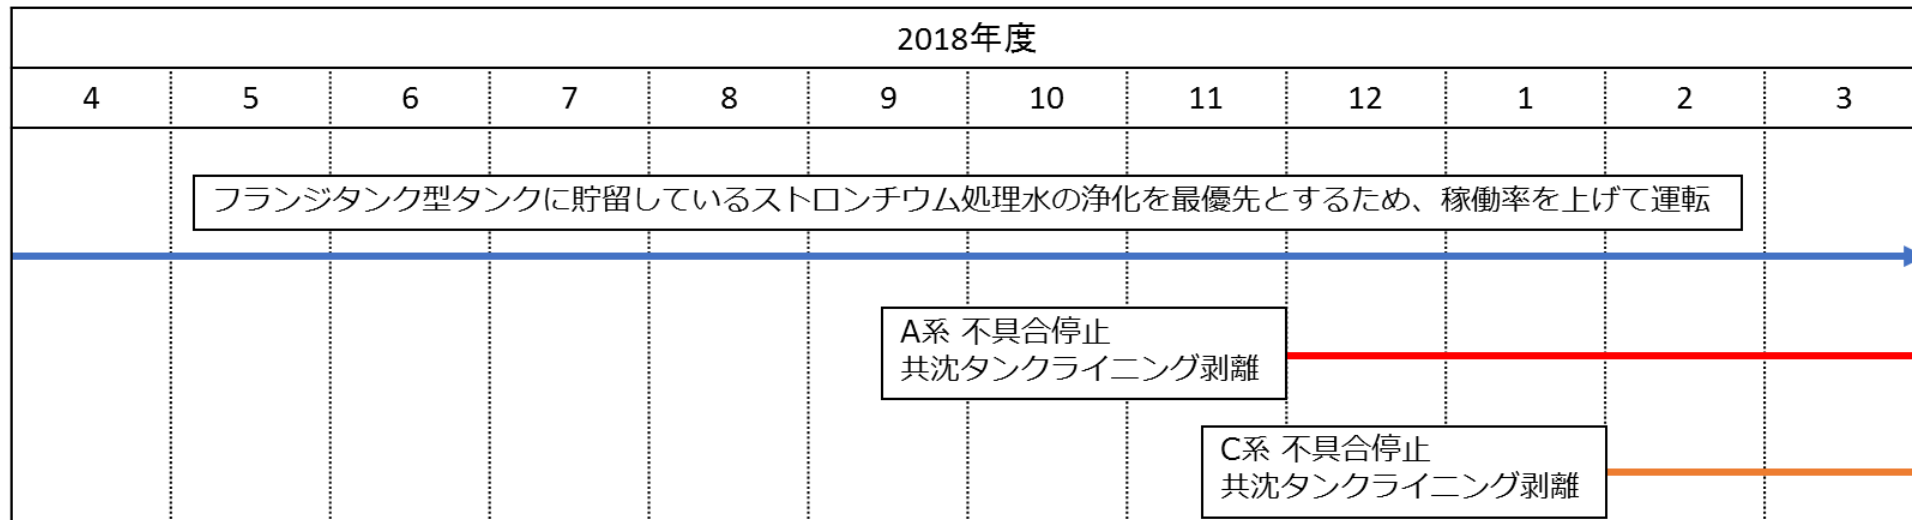 2018年度
4 5 6 7 8 9 10 11 12 1 2 3
フランジタンク型タンクに貯留しているストロンチウム処理水の浄化を最優先とするため、稼働率を上げて運転
A系 不具合停止
共沈タンクライニング剥離
C系 不具合停止
共沈タンクライニング剥離